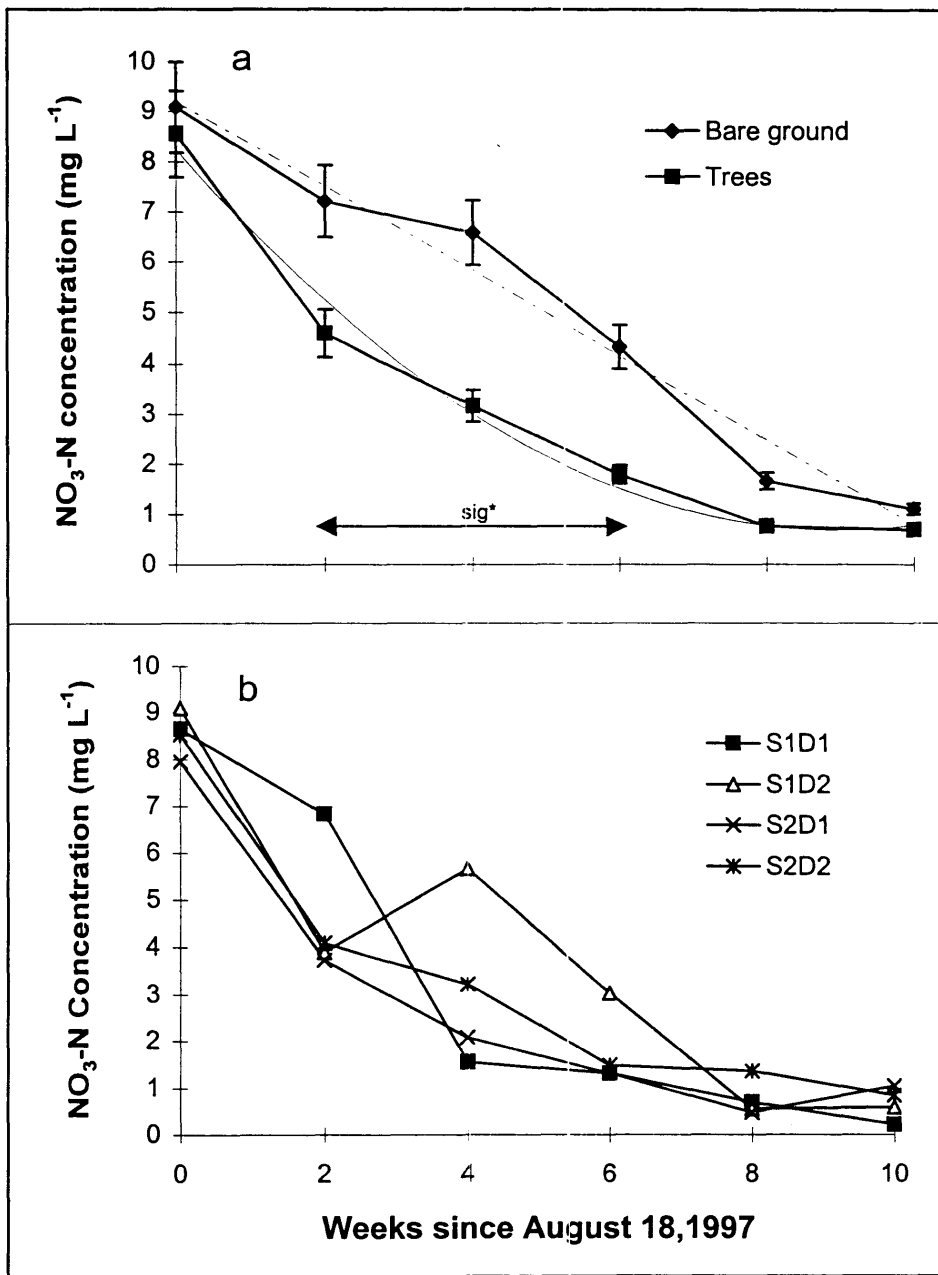 a
NO₃-N concentration (mg L⁻¹)
10
9
8
7
6
5
4
3
2
1
0
Bare ground
Trees
sig*
b
NO₃-N Concentration (mg L⁻¹)
10
9
8
7
6
5
4
3
2
1
0
S1D1
S1D2
S2D1
S2D2
0 2 4 6 8 10
Weeks since August 18,1997